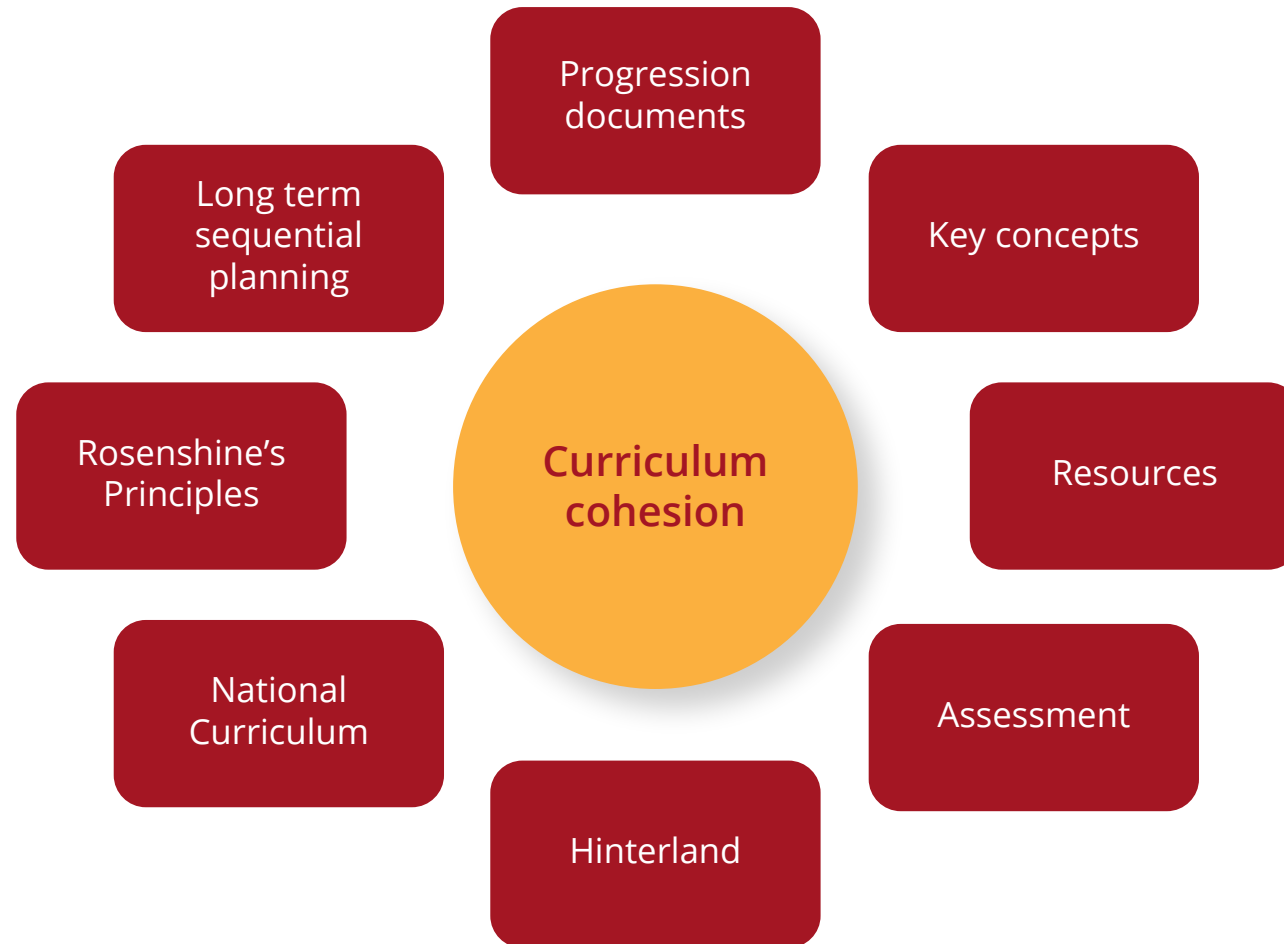 Progression
documents
Long term
sequential
planning
Key concepts
Rosenshine’s
Principles
Curriculum
cohesion
Resources
National
Curriculum
Assessment
Hinterland